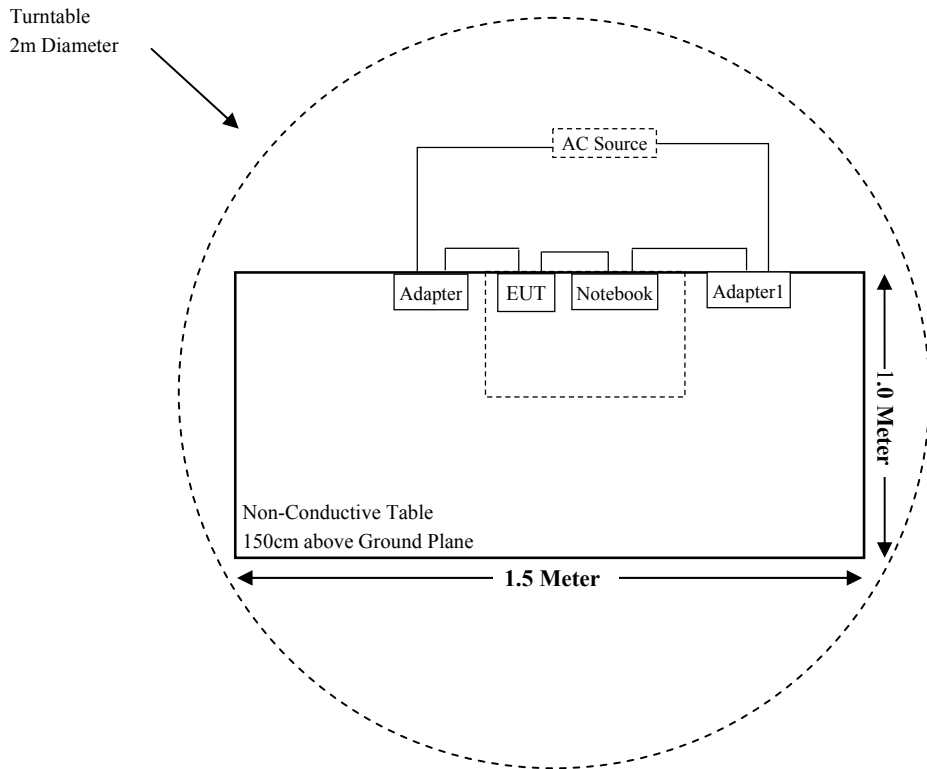 Turntable
2m Diameter
AC Source
Adapter
EUT
Notebook
Adapter1
1.0 Meter
Non-Conductive Table
150cm above Ground Plane
1.5 Meter